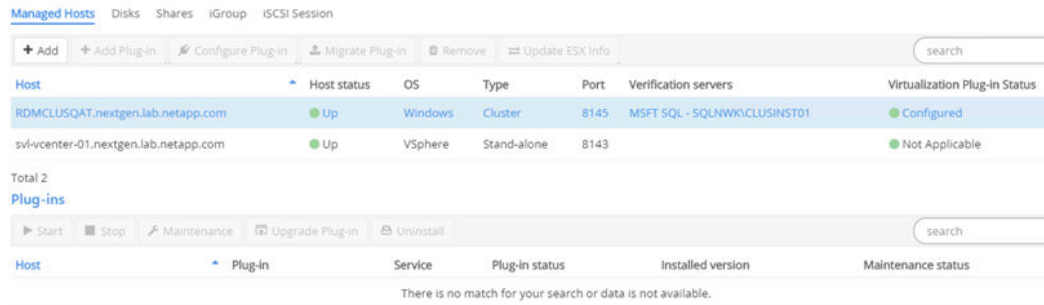 Managed Hosts Disks Shares iGroup iSCSI Session
+ Add + Add Plug-in Configure Plug-in Migrate Plug-in Remove Update ESX Info search
Host Host status OS Type Port Verification servers Virtualization Plug-in Status
RDMCLUSQAT.nextgen.lab.netapp.com Up Windows Cluster 8145 MSFT SQL - SQLNWK\CLUSINST01 Configured
svl-vcenter-01.nextgen.lab.netapp.com Up VSphere Stand-alone 8143 Not Applicable
Total 2
Plug-ins
Start Stop Maintenance Upgrade Plug-in Uninstall search
Host Plug-in Service Plug-in status Installed version Maintenance status
There is no match for your search or data is not available.